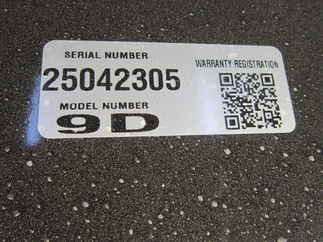 SERIAL NUMBER
25042305
MODEL NUMBER
9D
WARRANTY REGISTRATION